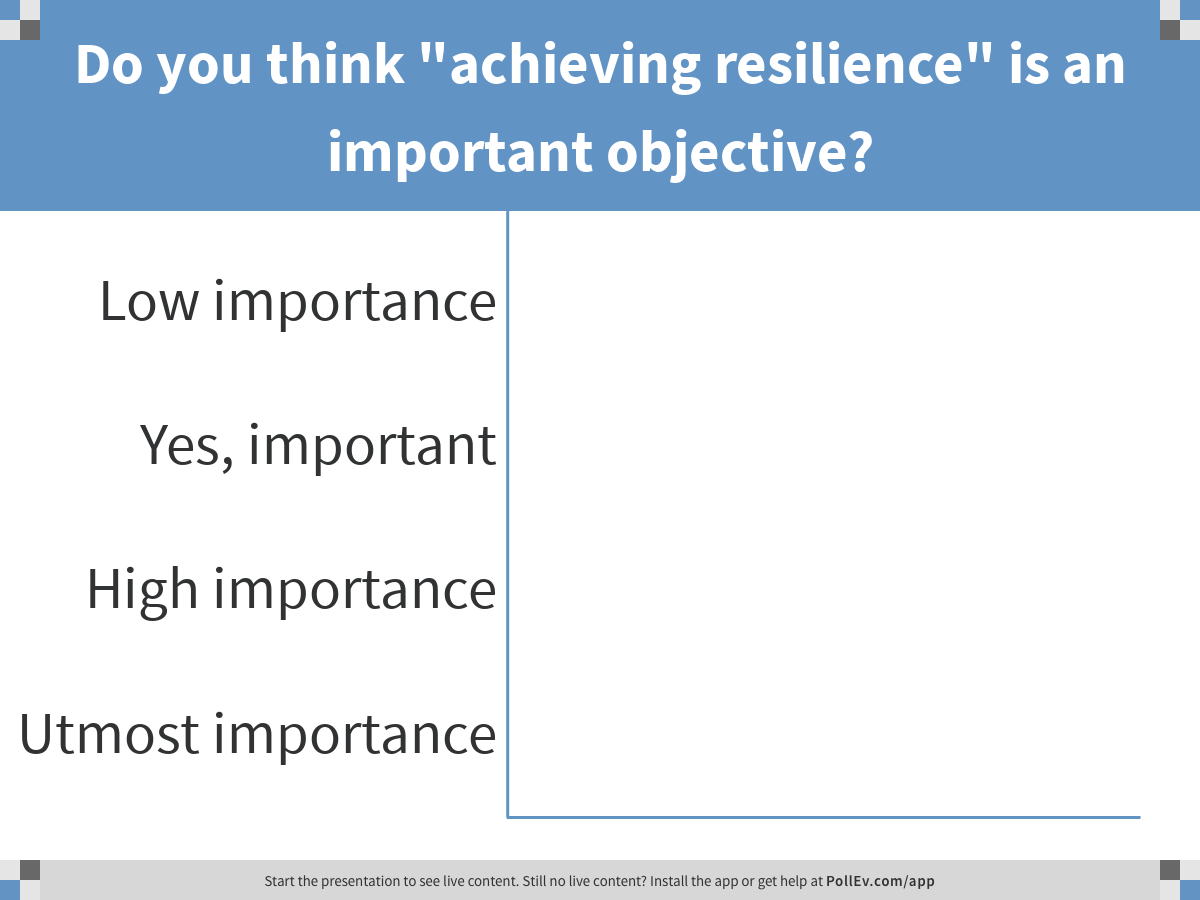 Do you think "achieving resilience" is an
important objective?
Low importance
Yes, important
High importance
Utmost importance
Start the presentation to see live content. Still no live content? Install the app or get help at PollEv.com/app